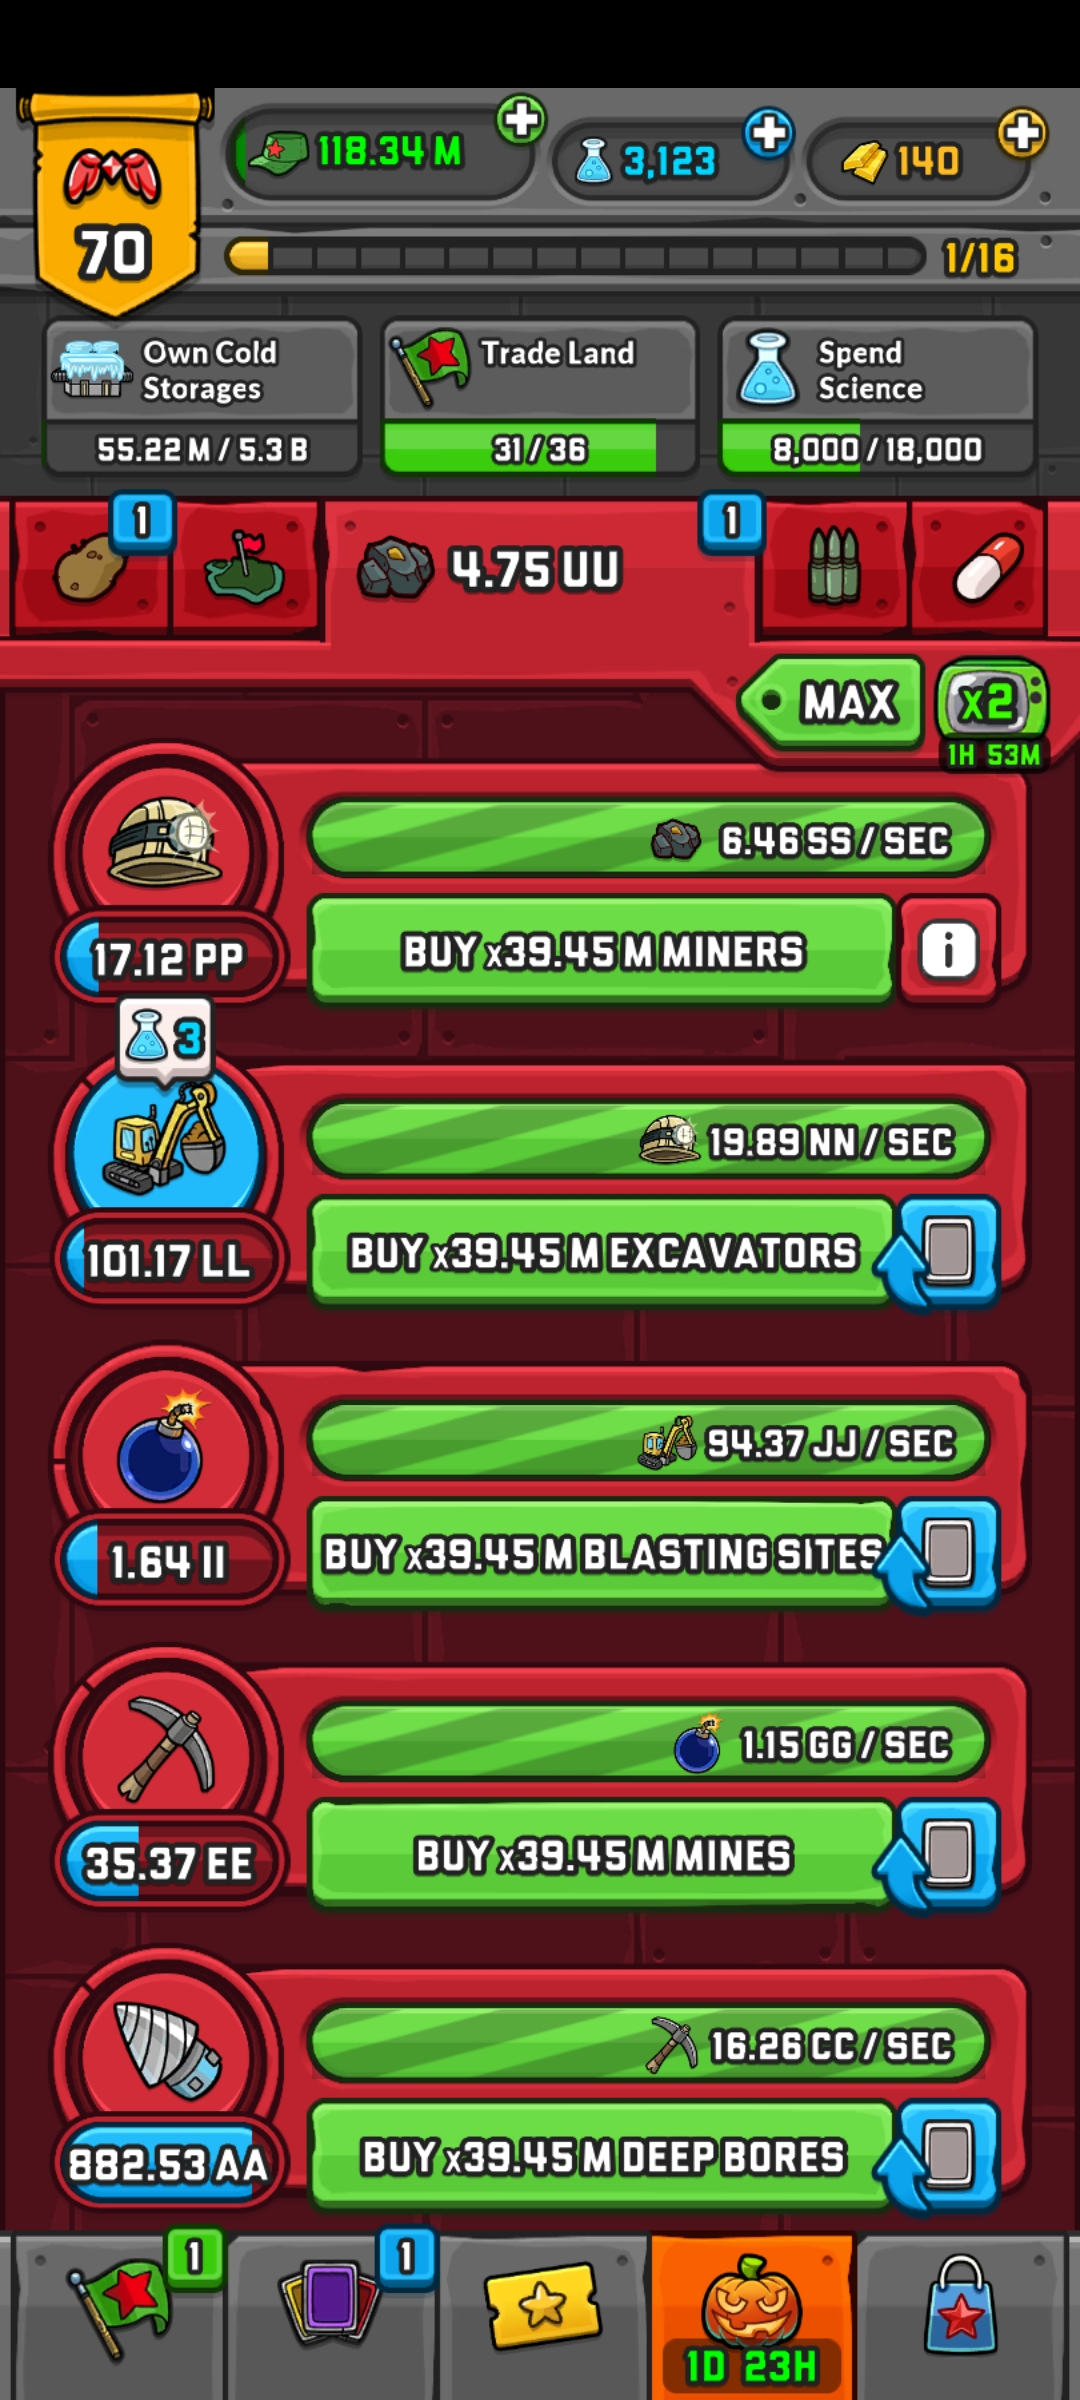 118.34 M
3,123
140
70
1/16
Own Cold
Storages
Trade Land
Spend
Science
55.22 M / 5.3 B
31 / 36
8,000 / 18,000
1
1
4.75 UU
MAX
x2
1H 53M
6.46 SS / SEC
BUY x39.45 M MINERS
i
17.12 PP
3
19.89 NN / SEC
BUY x39.45 M EXCAVATORS
101.17 LL
94.37 JJ / SEC
BUY x39.45 M BLASTING SITES
1.64 II
1.15 GG / SEC
BUY x39.45 M MINES
35.37 EE
16.26 CC / SEC
BUY x39.45 M DEEP BORES
882.53 AA
1
1
1D 23H